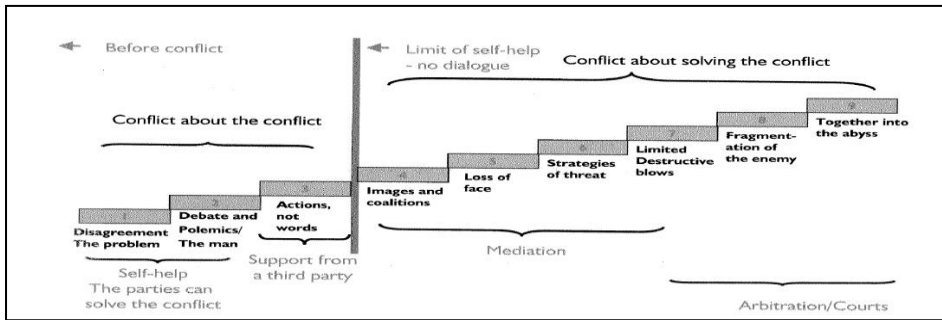 Before conflict
Limit of self-help
- no dialogue
Conflict about solving the conflict
Conflict about the conflict
1
Disagreement
The problem
2
Debate and
Polemics/
The man
3
Actions,
not
words
4
Images and
coalitions
5
Loss of
face
6
Strategies
of threat
7
Limited
Destructive
blows
8
Fragment-
ation of
the enemy
9
Together into
the abyss
Self-help
The parties can
solve the conflict
Support from
a third party
Mediation
Arbitration/Courts